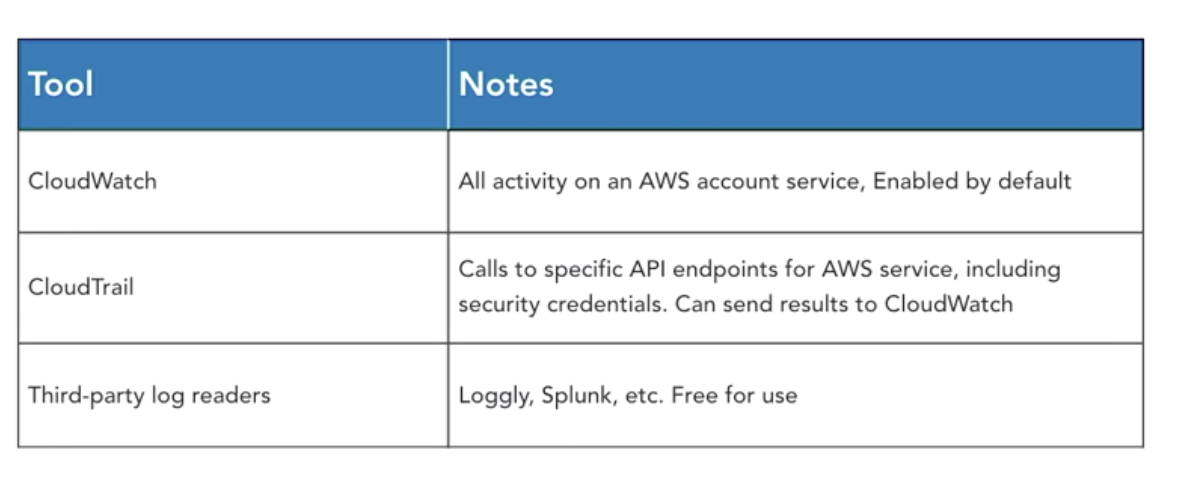 Tool
Notes
CloudWatch
All activity on an AWS account service, Enabled by default
CloudTrail
Calls to specific API endpoints for AWS service, including
security credentials. Can send results to CloudWatch
Third-party log readers
Loggly, Splunk, etc. Free for use